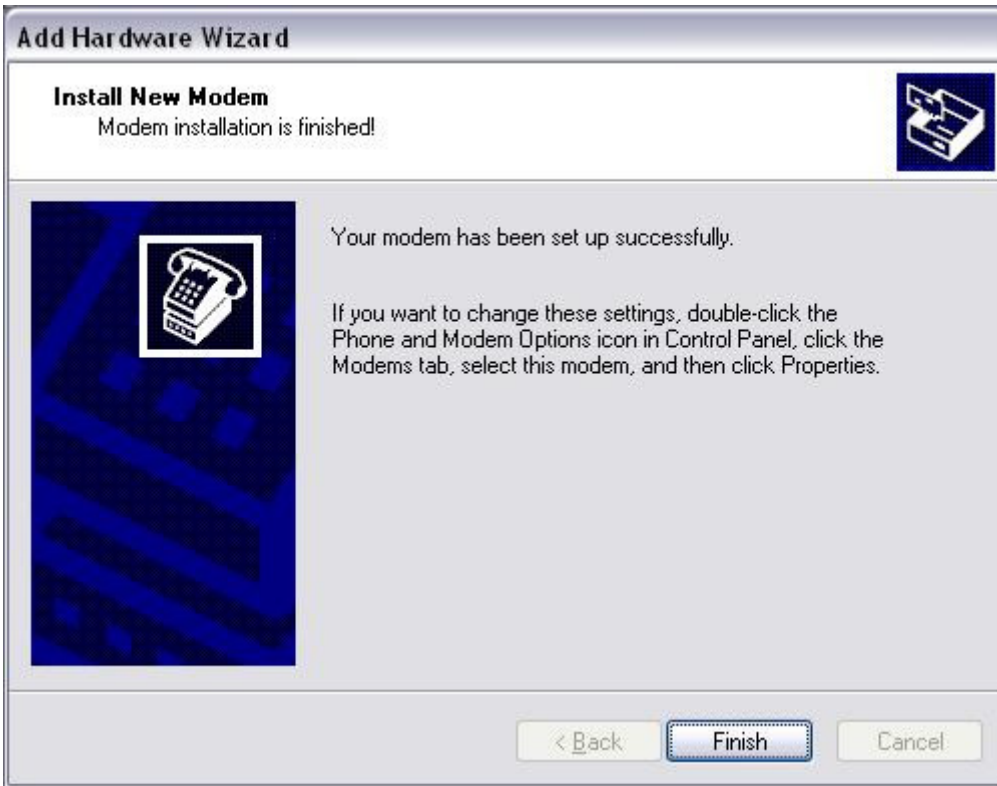 Add Hardware Wizard
Install New Modem
Modem installation is finished!
Your modem has been set up successfully.
If you want to change these settings, double-click the
Phone and Modem Options icon in Control Panel, click the
Modems tab, select this modem, and then click Properties.
< Back Finish Cancel